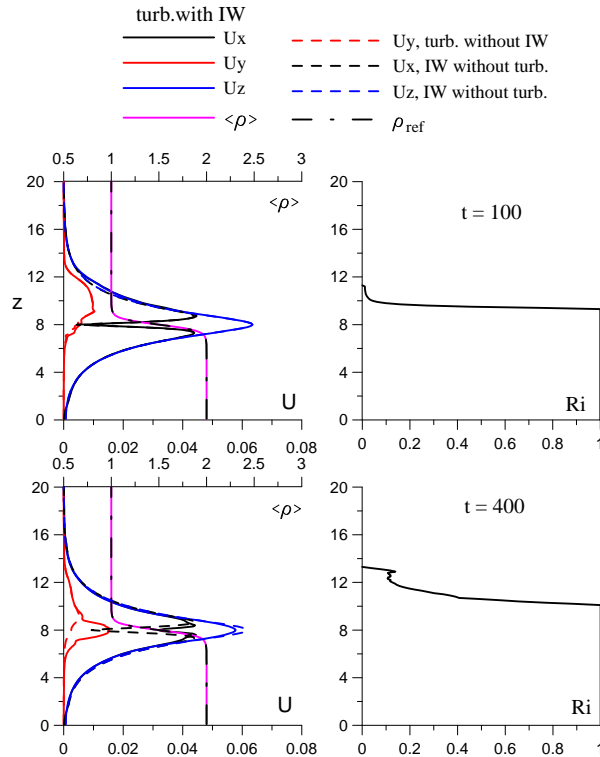 turb.with IW
Ux
Uy
Uz
<ρ>
Uy, turb. without IW
Ux, IW without turb.
Uz, IW without turb.
ρref
0.5 1 1.5 2 2.5 3
20
16
12
8
4
0
z
<ρ>
U
0 0.02 0.04 0.06 0.08
20
16
12
8
4
0
t = 100
Ri
0 0.2 0.4 0.6 0.8 1
0.5 1 1.5 2 2.5 3
20
16
12
8
4
0
<ρ>
U
0 0.02 0.04 0.06 0.08
20
16
12
8
4
0
t = 400
Ri
0 0.2 0.4 0.6 0.8 1